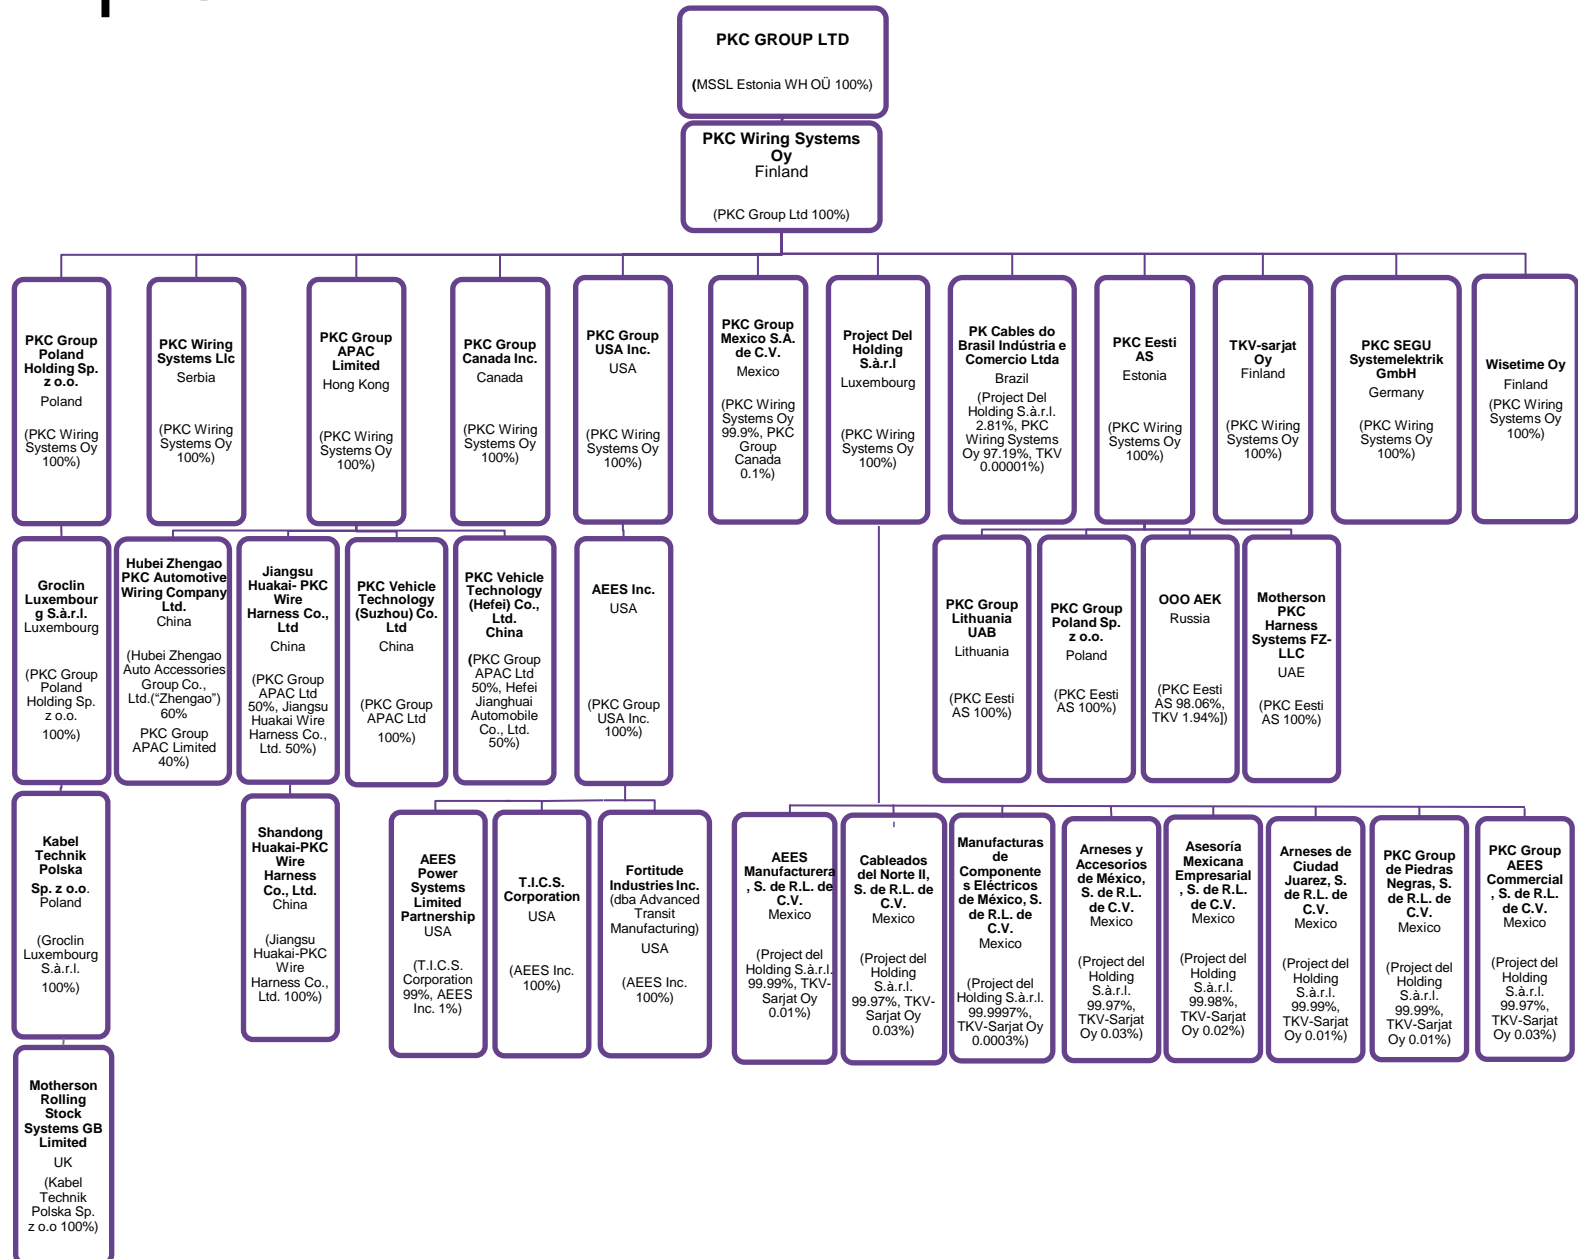 PKC GROUP LTD
(MSSL Estonia WH OÜ 100%)
PKC Wiring Systems
Oy
Finland
(PKC Group Ltd 100%)
PKC Group
Poland
Holding Sp.
z o.o.
Poland
(PKC Wiring
Systems Oy
100%)
PKC Wiring
Systems Llc
Serbia
(PKC Wiring
Systems Oy
100%)
PKC Group
APAC
Limited
Hong Kong
(PKC Wiring
Systems Oy
100%)
PKC Group
Canada Inc.
Canada
(PKC Wiring
Systems Oy
100%)
PKC Group
USA Inc.
USA
(PKC Wiring
Systems Oy
100%)
PKC Group
Mexico S.A.
de C.V.
Mexico
(PKC Wiring
Systems Oy
99.9%, PKC
Group
Canada
0.1%)
Project Del
Holding
S.à.r.l
Luxembourg
(PKC Wiring
Systems Oy
100%)
PK Cables do
Brasil Indústria e
Comercio Ltda
Brazil
(Project Del
Holding S.à.r.l.
2.81%, PKC
Wiring Systems
Oy 97.19%, TKV
0.00001%)
PKC Eesti
AS
Estonia
(PKC Wiring
Systems Oy
100%)
TKV-sarjat
Oy
Finland
(PKC Wiring
Systems Oy
100%)
PKC SEGU
Systemelektrik
GmbH
Germany
(PKC Wiring
Systems Oy
100%)
Wisetime Oy
Finland
(PKC Wiring
Systems Oy
100%)
Groclin
Luxembour
g S.à.r.l.
Luxembourg
(PKC Group
Poland
Holding Sp.
z o.o.
100%)
Hubei Zhengao
PKC Automotive
Wiring Company
Ltd.
China
(Hubei Zhengao
Auto Accessories
Group Co.,
Ltd.("Zhengao")
60%
PKC Group
APAC Limited
40%)
Jiangsu
Huakai- PKC
Wire
Harness Co.,
Ltd
China
(PKC Group
APAC Ltd
50%, Jiangsu
Huakai Wire
Harness Co.,
Ltd. 50%)
PKC Vehicle
Technology
(Suzhou) Co.
Ltd
China
(PKC Group
APAC Ltd
100%)
PKC Vehicle
Technology
(Hefei) Co.,
Ltd.
China
(PKC Group
APAC Ltd
50%, Hefei
Jianghuai
Automobile
Co., Ltd.
50%)
AEES Inc.
USA
(PKC Group
USA Inc.
100%)
PKC Group
Lithuania
UAB
Lithuania
(PKC Eesti
AS 100%)
PKC Group
Poland Sp.
z o.o.
Poland
(PKC Eesti
AS 100%)
OOO AEK
Russia
(PKC Eesti
AS 98.06%,
TKV 1.94%])
Motherson
PKC
Harness
Systems FZ-
LLC
UAE
(PKC Eesti
AS 100%)
Kabel
Technik
Polska
Sp. z o.o.
Poland
(Groclin
Luxembourg
S.à.r.l.
100%)
Shandong
Huakai-PKC
Wire
Harness
Co., Ltd.
China
(Jiangsu
Huakai-PKC
Wire
Harness Co.,
Ltd. 100%)
AEES
Power
Systems
Limited
Partnership
USA
(T.I.C.S.
Corporation
99%, AEES
Inc. 1%)
T.I.C.S.
Corporation
USA
(AEES Inc.
100%)
Fortitude
Industries Inc.
(dba Advanced
Transit
Manufacturing)
USA
(AEES Inc.
100%)
AEES
Manufacturera
, S. de R.L. de
C.V.
Mexico
(Project del
Holding S.à.r.l.
99.99%, TKV-
Sarjat Oy
0.01%)
Cableados
del Norte II,
S. de R.L. de
C.V.
Mexico
(Project del
Holding
S.à.r.l.
99.97%, TKV-
Sarjat Oy
0.03%)
Manufacturas
de
Componente
s Eléctricos
de México, S.
de R.L. de
C.V.
Mexico
(Project del
Holding S.à.r.l.
99.9997%,
TKV-Sarjat Oy
0.0003%)
Arneses y
Accesorios
de México,
S. de R.L.
de C.V.
Mexico
(Project del
Holding
S.à.r.l.
99.97%,
TKV-Sarjat
Oy 0.03%)
Asesoría
Mexicana
Empresarial
, S. de R.L.
de C.V.
Mexico
(Project del
Holding
S.à.r.l.
99.98%,
TKV-Sarjat
Oy 0.02%)
Arneses de
Ciudad
Juarez, S.
de R.L. de
C.V.
Mexico
(Project del
Holding
S.à.r.l.
99.99%,
TKV-Sarjat
Oy 0.01%)
PKC Group
de Piedras
Negras, S.
de R.L. de
C.V.
Mexico
(Project del
Holding
S.à.r.l.
99.99%,
TKV-Sarjat
Oy 0.01%)
PKC Group
AEES
Commercial
, S. de R.L.
de C.V.
Mexico
(Project del
Holding
S.à.r.l.
99.97%,
TKV-Sarjat
Oy 0.03%)
Motherson
Rolling
Stock
Systems GB
Limited
UK
(Kabel
Technik
Polska Sp.
z o.o 100%)